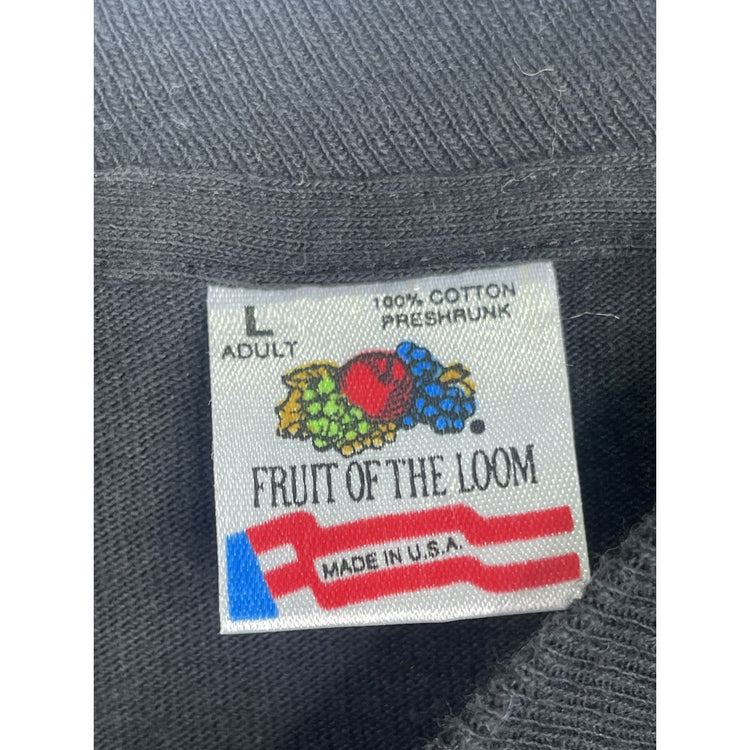 L
ADULT
100% COTTON
PRESHRUNK
FRUIT OF THE LOOM
MADE IN U.S.A.